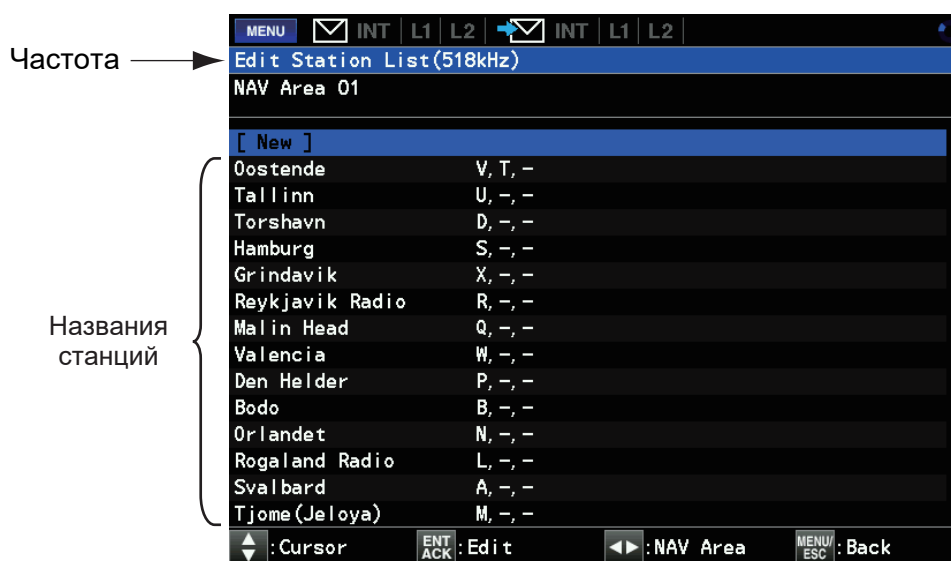 MENU INT L1 L2 INT L1 L2
Частота
Edit Station List(518kHz)
NAV Area 01
[ New ]
Oostende V, T, –
Tallinn U, –, –
Torshavn D, –, –
Hamburg S, –, –
Grindavik X, –, –
Reykjavik Radio R, –, –
Названия
станций
Malin Head Q, –, –
Valencia W, –, –
Den Helder P, –, –
Bodo B, –, –
Orlandet N, –, –
Rogaland Radio L, –, –
Svalbard A, –, –
Tjome(Jeloya) M, –, –
:Cursor ENT ACK :Edit :NAV Area MENU/ ESC :Back